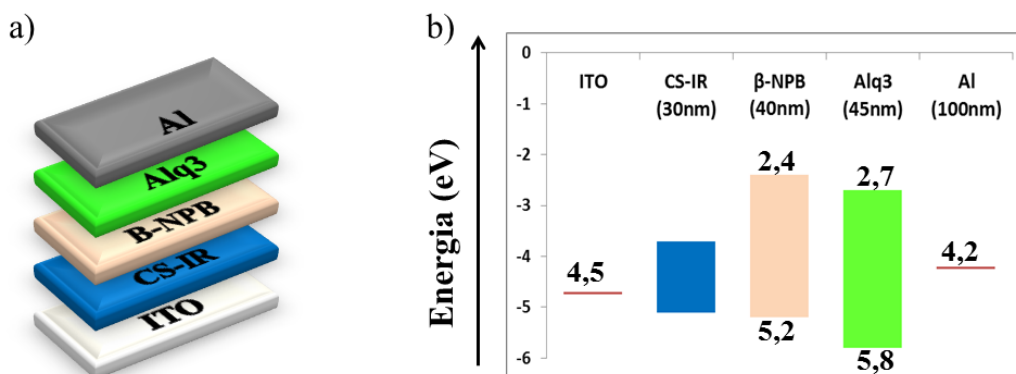 a)
Al
Alq3
B-NPB
CS-IR
ITO
b)
Energia (eV)
0
-1
-2
-3
-4
-5
-6
ITO
CS-IR
(30nm)
β-NPB
(40nm)
Alq3
(45nm)
Al
(100nm)
4,5
2,4
5,2
2,7
5,8
4,2